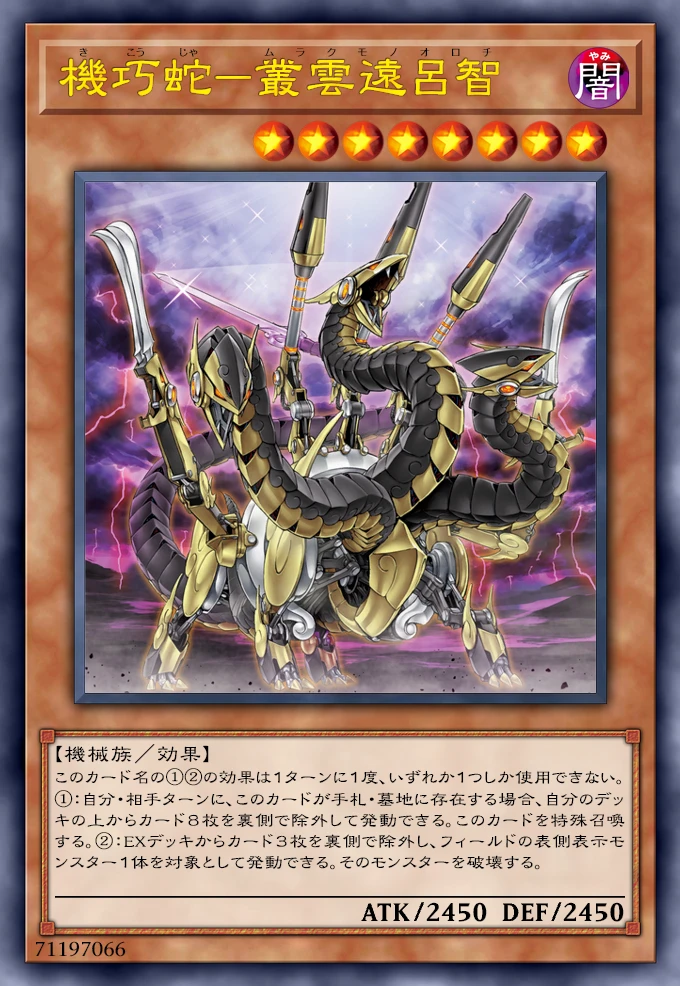 き こう じゃ ムラクモノオロチ
機巧蛇－叢雲遠呂智
やみ
闇
【機械族／効果】
このカード名の①②の効果は1ターンに1度、いずれか1つしか使用できない。
①：自分・相手ターンに、このカードが手札・墓地に存在する場合、自分のデッ
キの上からカード8枚を裏側で除外して発動できる。このカードを特殊召喚
する。②：EXデッキからカード3枚を裏側で除外し、フィールドの表側表示モ
ンスター1体を対象として発動できる。そのモンスターを破壊する。
ATK/2450 DEF/2450
71197066